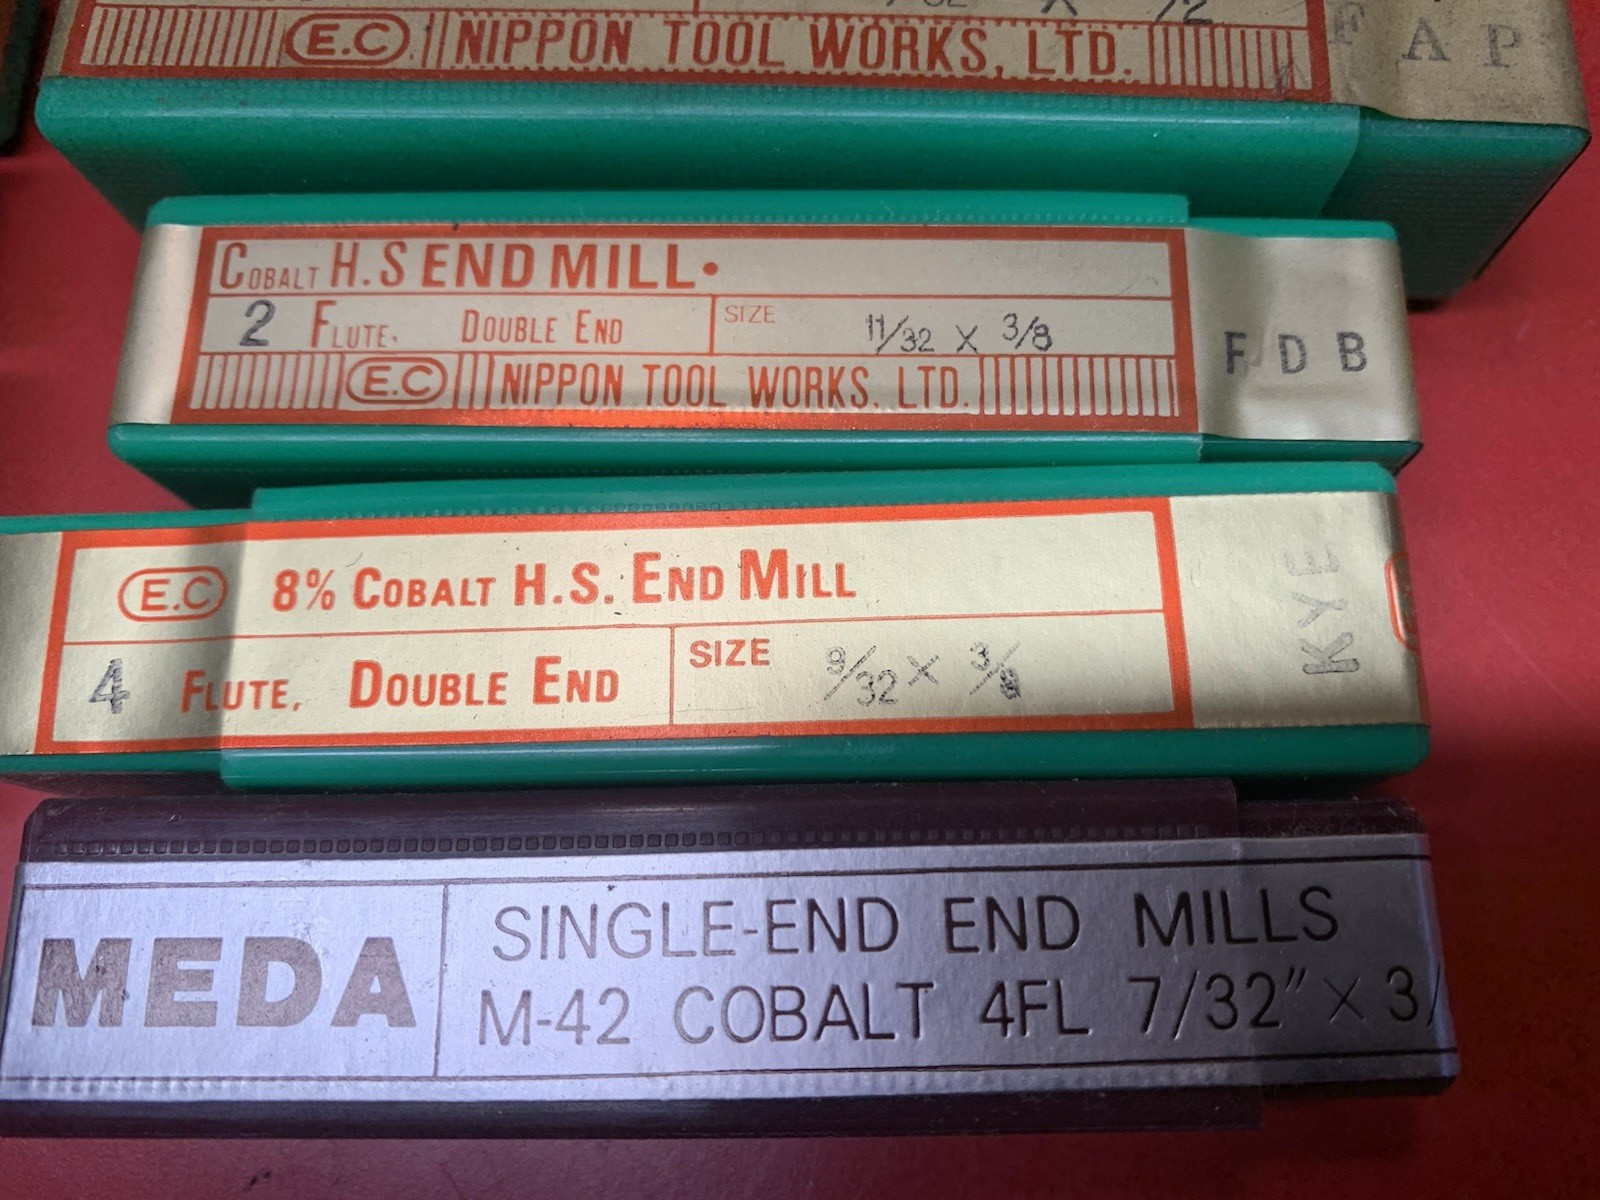 E.C NIPPON TOOL WORKS, LTD.
F A P
COBALT H.S END MILL.
2 FLUTE. DOUBLE END SIZE 11/32 X 3/8
F D B
E.C NIPPON TOOL WORKS. LTD.
E.C 8% COBALT H.S. END MILL
4 FLUTE, DOUBLE END SIZE 9/32 X 3/8
KYE
MEDA
SINGLE-END END MILLS
M-42 COBALT 4FL 7/32" X 3/